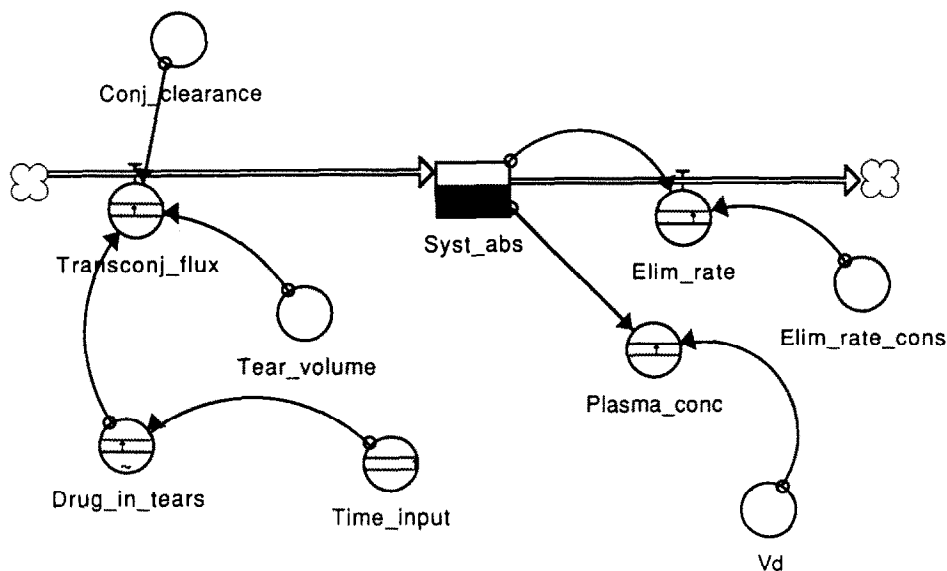 Conj_clearance
Transconj_flux
Syst_abs
Elim_rate
Tear_volume
Elim_rate_cons
Plasma_conc
Drug_in_tears
~
Time_input
Vd